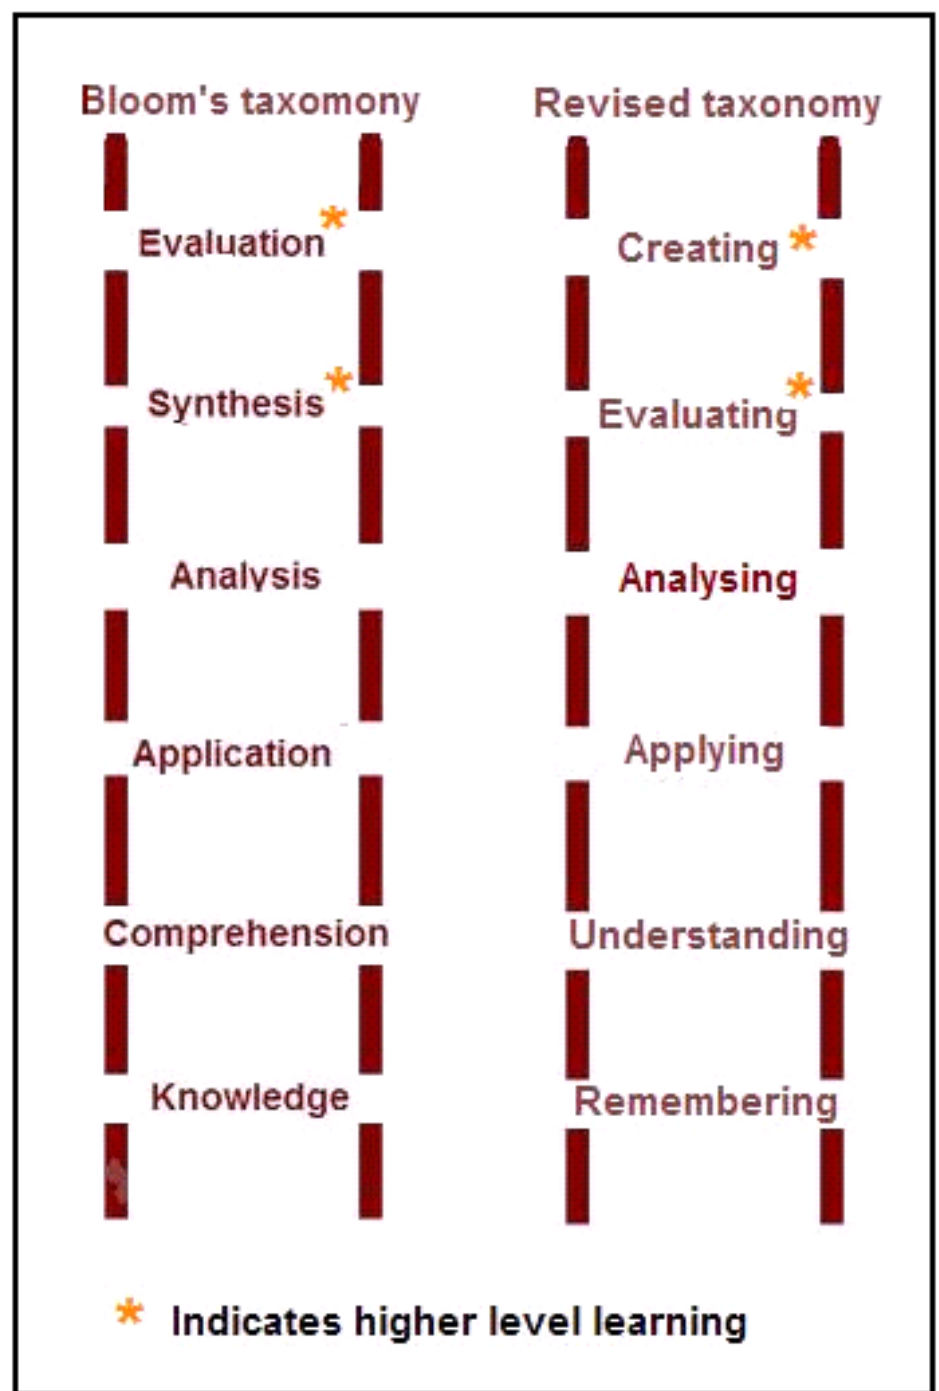 Bloom's taxomony
Evaluation*
Synthesis*
Analysis
Application
Comprehension
Knowledge
Revised taxonomy
Creating *
Evaluating*
Analysing
Applying
Understanding
Remembering
* Indicates higher level learning